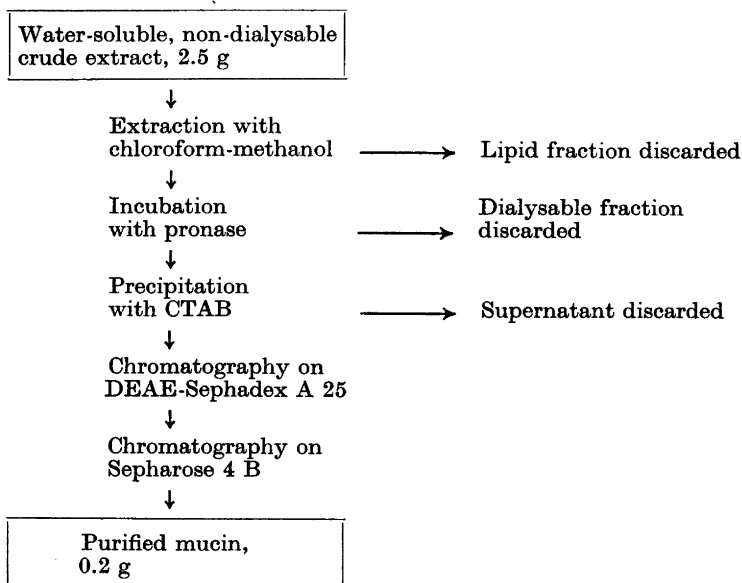 Water-soluble, non-dialysable
crude extract, 2.5 g
Extraction with
chloroform-methanol
Lipid fraction discarded
Incubation
with pronase
Dialysable fraction
discarded
Precipitation
with CTAB
Supernatant discarded
Chromatography on
DEAE-Sephadex A 25
Chromatography on
Sepharose 4 B
Purified mucin,
0.2 g